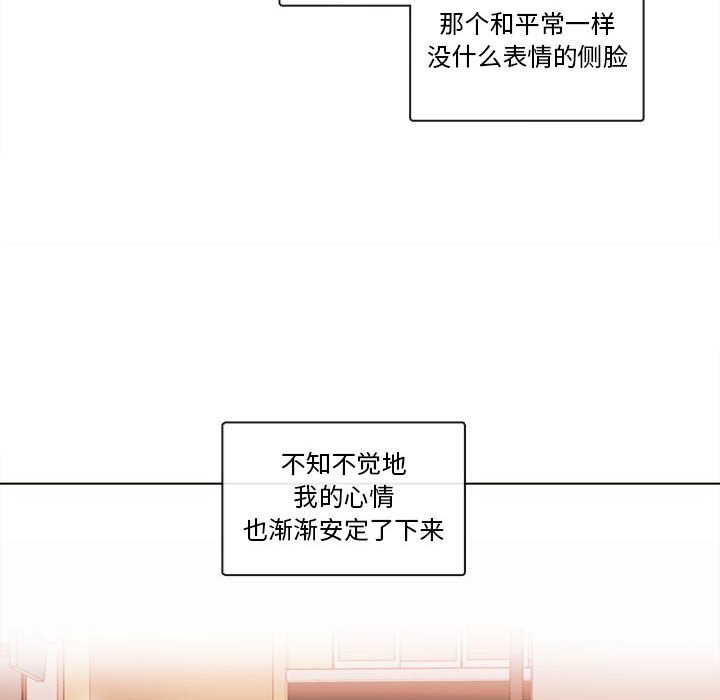 那个和平常一样
没什么表情的侧脸
不知不觉地
我的心情
也渐渐安定了下来